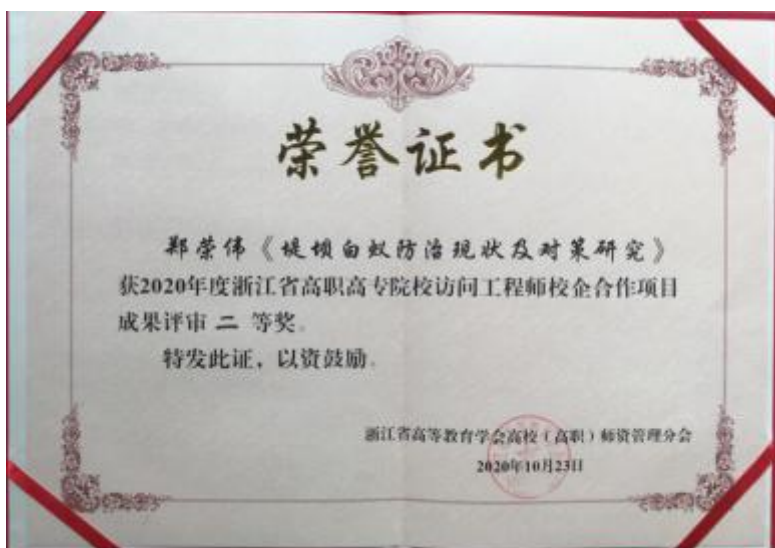 荣誉证书
郑荣伟《堤坝白蚁防治现状及对策研究》
获2020年度浙江省高职高专院校访问工程师校企合作项目
成果评审 二 等奖。
特发此证，以资鼓励。
浙江省高等教育学会高校（高职）师资管理分会
2020年10月23日